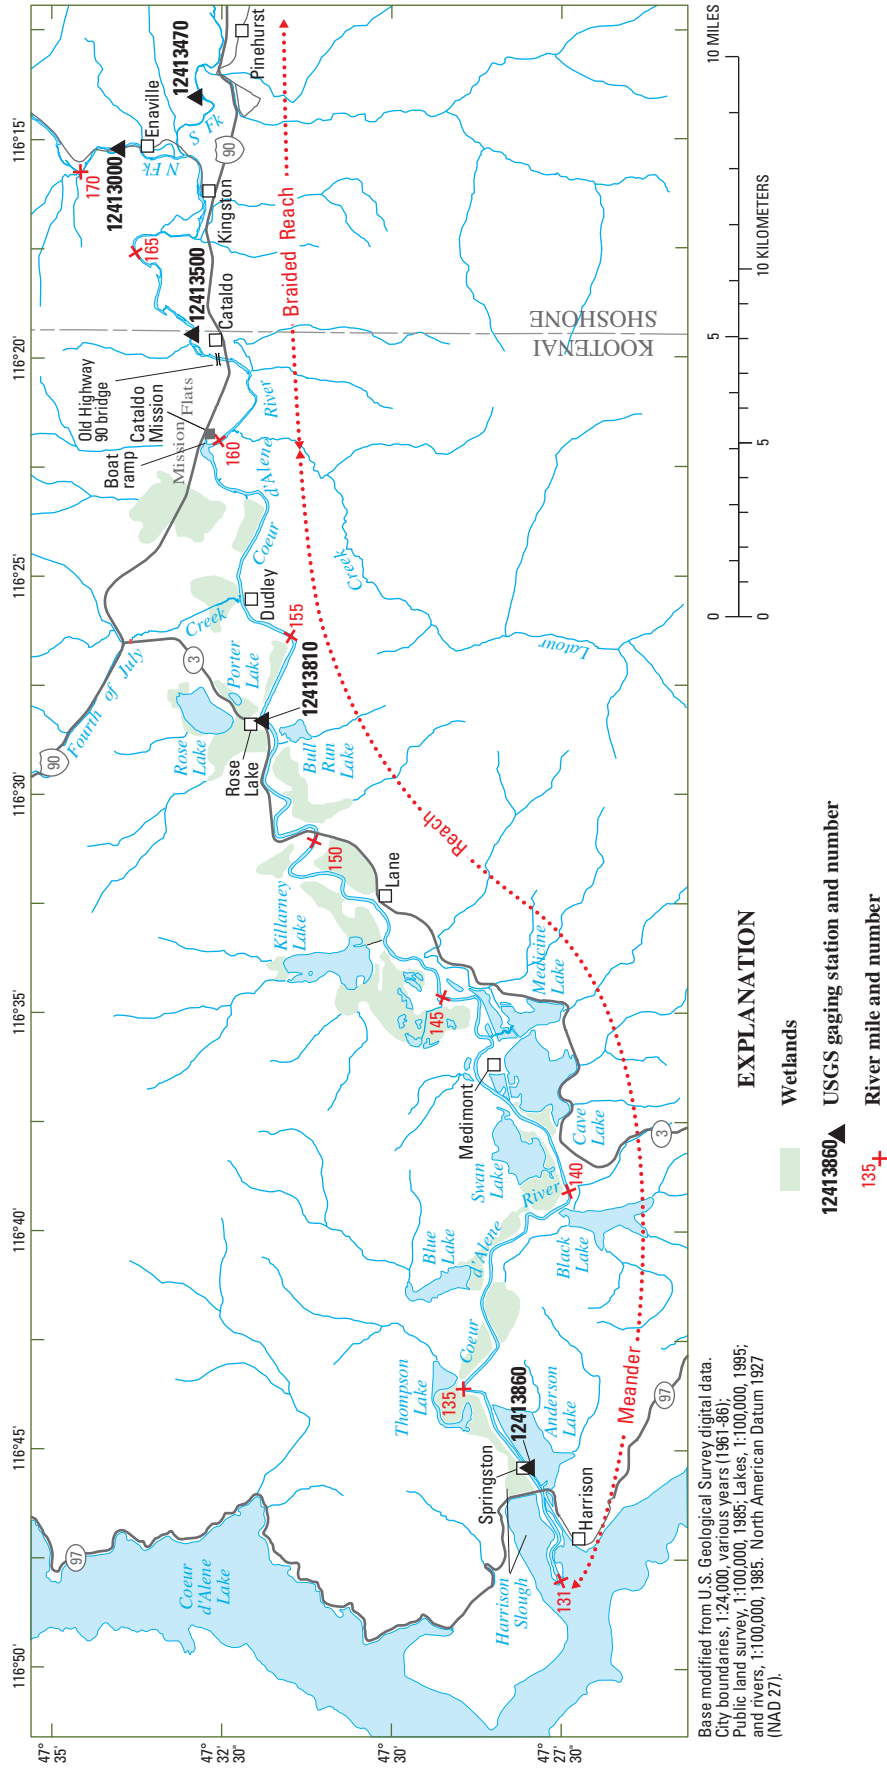 116°50'
116°45'
116°40'
116°35'
116°30'
116°25'
116°20'
116°15'
47°
35'
47°
32'
30"
47°
30'
47°
27'
30"
97
Coeur
d'Alene
Lake
Harrison
Slough
131
Harrison
Springston
12413860
Anderson
Lake
97
Thompson
Lake
135
Coeur
d'Alene
River
Blue
Lake
Black
Lake
140
Swan
Lake
Cave
Lake
3
Medimont
Medicine
Lake
145
Killarney
Lake
Lane
150
Meander
Reach
90
Fourth of July
Creek
3
Rose
Lake
Porter
Lake
Rose
Lake
12413810
Bull
Run
Lake
155
Dudley
Coeur
d'Alene
River
Latour
Creek
Boat
ramp
Mission Flats
160
Cataldo
Mission
Old Highway
90 bridge
Cataldo
12413500
KOOTENAI
SHOSHONE
Braided Reach
165
Kingston
170
12413000
N Fk
Enaville
S Fk
90
12413470
Pinehurst
Base modified from U.S. Geological Survey digital data.
City boundaries, 1:24,000, various years (1961-86);
Public land survey, 1:100,000, 1985; Lakes, 1:100,000, 1995;
and rivers, 1:100,000, 1985. North American Datum 1927
(NAD 27).
0
5
10 MILES
0
5
10 KILOMETERS
EXPLANATION
Wetlands
12413860
USGS gaging station and number
135
River mile and number